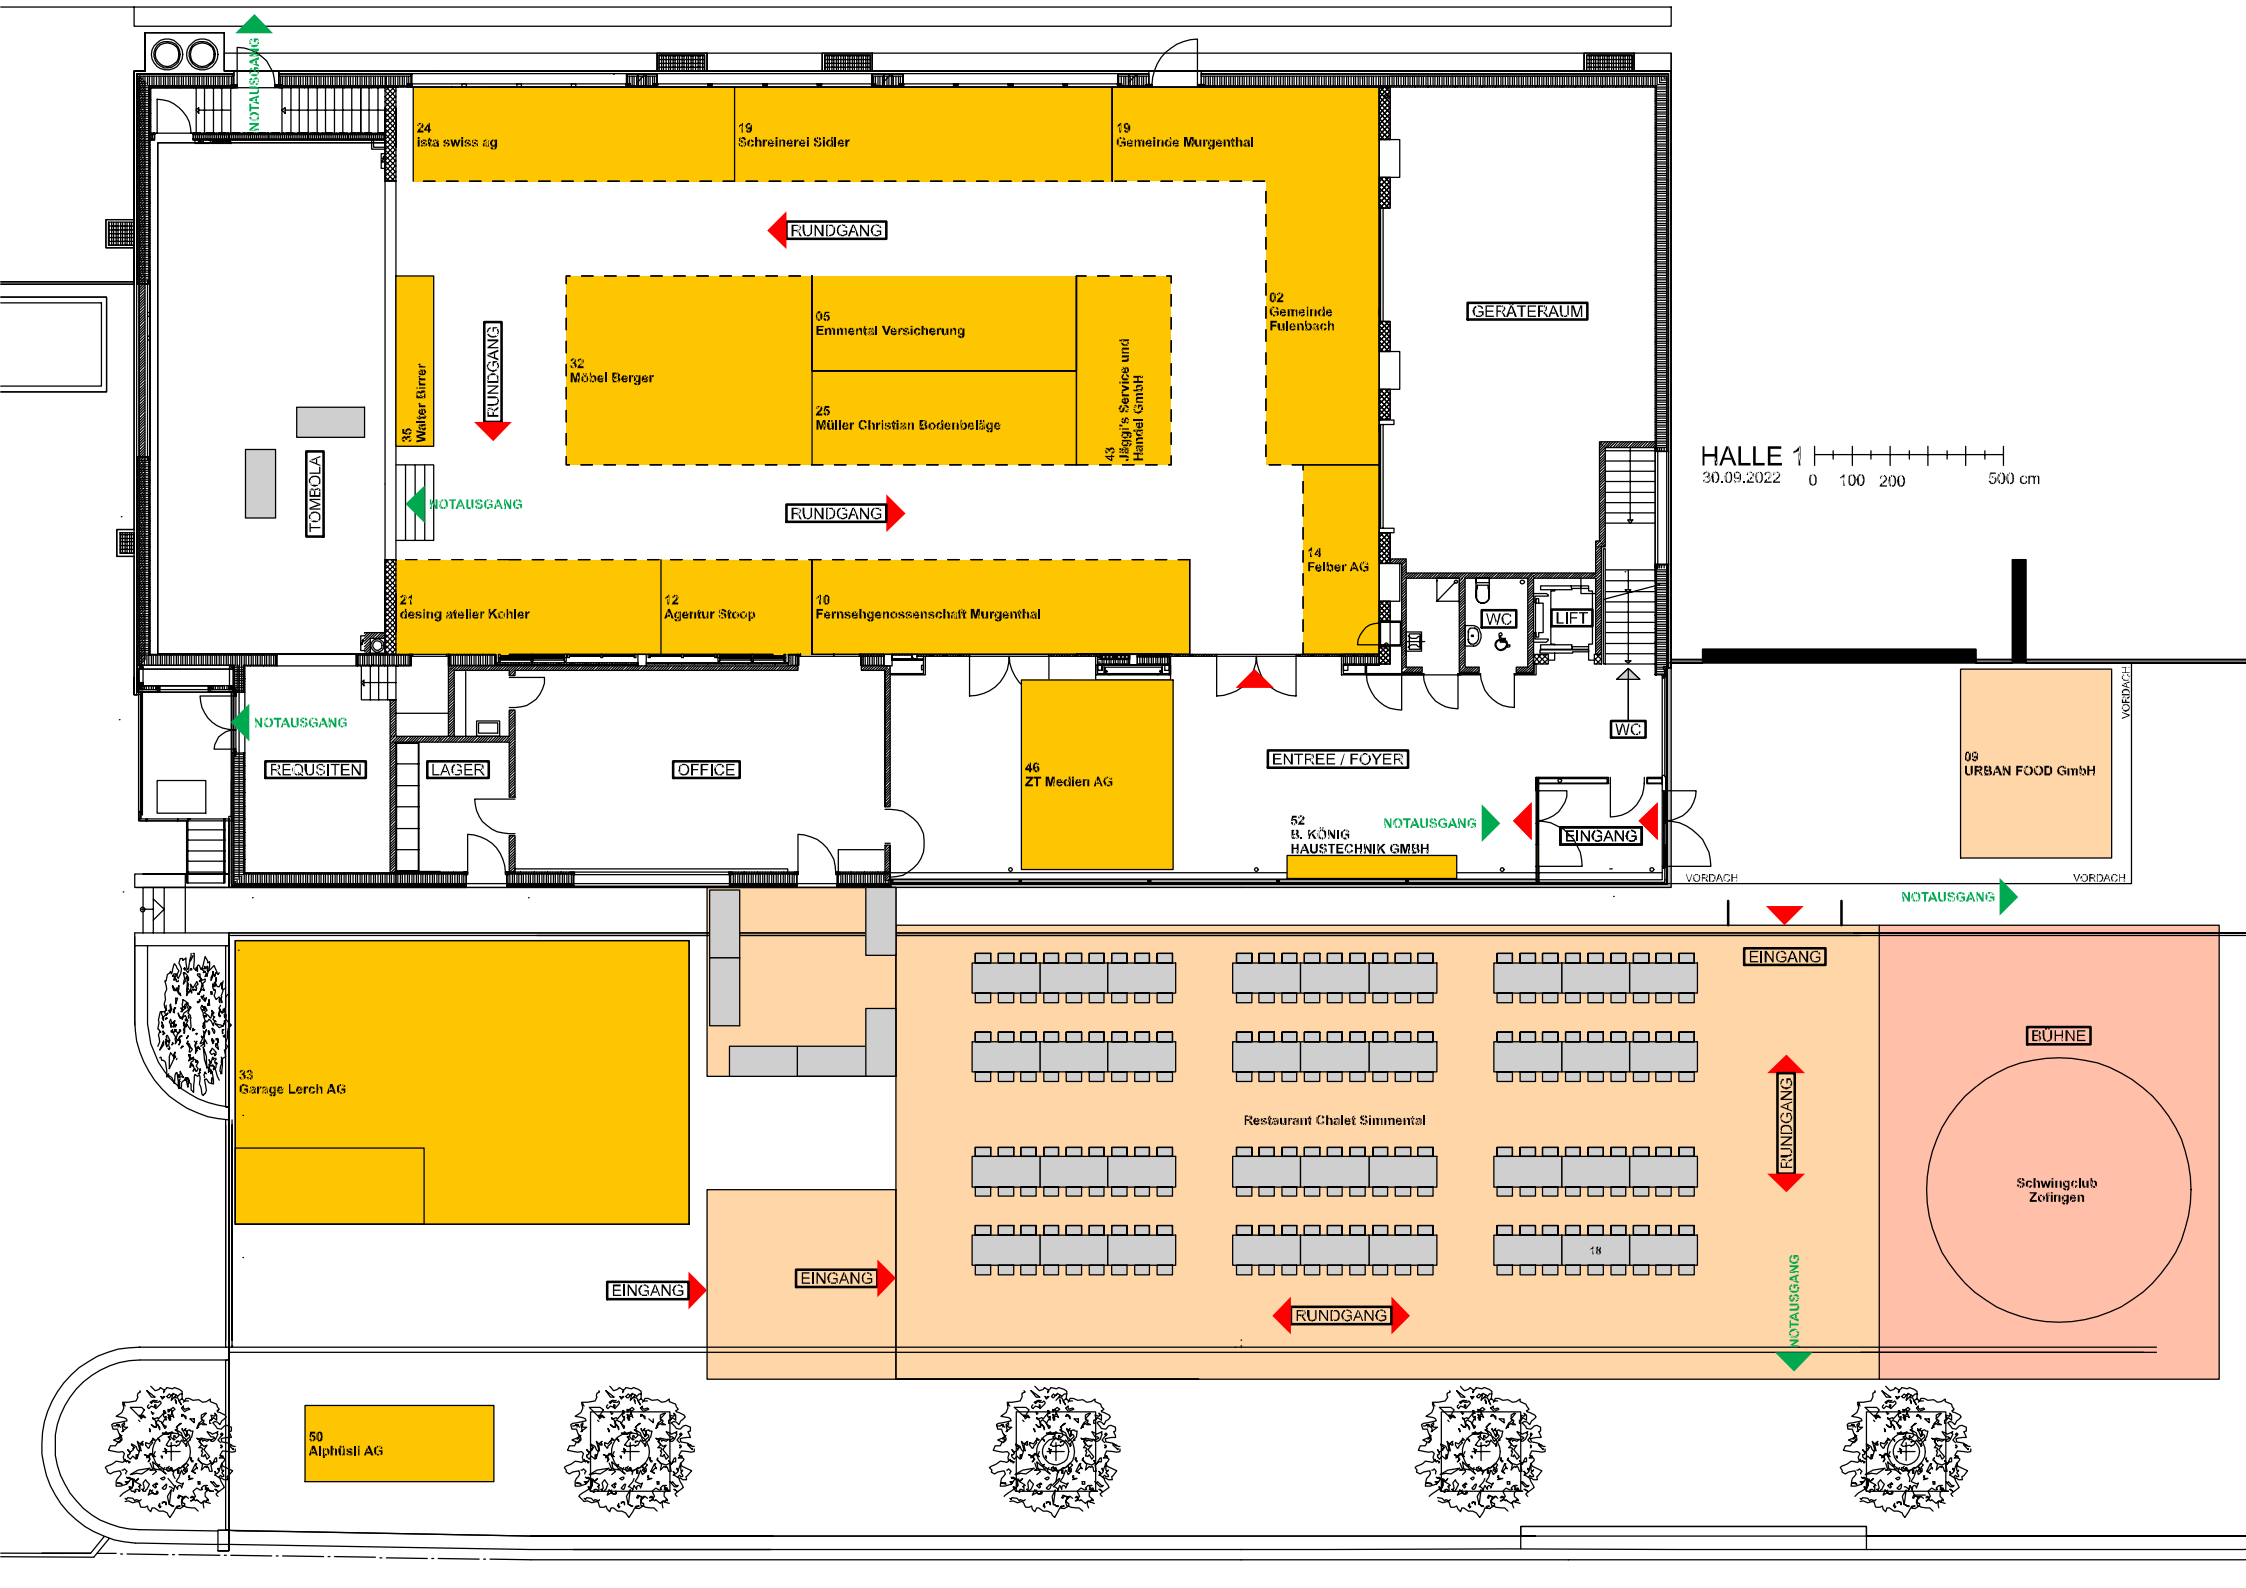 NOTAUSGANG
24
ista swiss ag
19
Schreinerei Sidler
19
Gemeinde Murgenthal
RUNDGANG
02
Gemeinde
Fulenbach
GERÄTERAUM
05
Emmental Versicherung
32
Möbel Berger
25
Müller Christian Bodenbeläge
43
Jäggi's Service und
Handel GmbH
RUNDGANG
35
Walter Birrer
TOMBOLA
NOTAUSGANG
RUNDGANG
HALLE 1
30.09.2022
0 100 200 500 cm
14
Felber AG
21
desing atelier Kohler
12
Agentur Stoop
10
Fernsehgenossenschaft Murgenthal
WC
LIFT
NOTAUSGANG
REQUSITEN
LAGER
OFFICE
46
ZT Medien AG
ENTREE / FOYER
WC
VORDACH
09
URBAN FOOD GmbH
52
B. KÖNIG
HAUSTECHNIK GMBH
NOTAUSGANG
EINGANG
VORDACH
VORDACH
NOTAUSGANG
EINGANG
BÜHNE
33
Garage Lerch AG
Restaurant Chalet Simmental
RUNDGANG
Schwingclub
Zofingen
18
EINGANG
EINGANG
RUNDGANG
NOTAUSGANG
50
Alphüsli AG